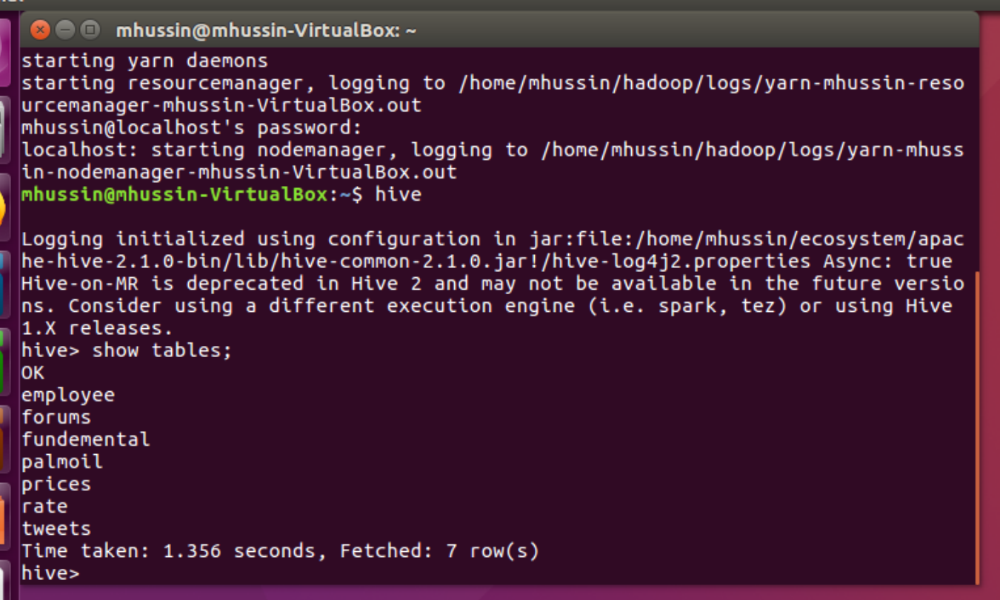 mhussin@mhussin-VirtualBox: ~
starting yarn daemons
starting resourcemanager, logging to /home/mhussin/hadoop/logs/yarn-mhussin-reso
urcemanager-mhussin-VirtualBox.out
mhussin@localhost's password:
localhost: starting nodemanager, logging to /home/mhussin/hadoop/logs/yarn-mhuss
in-nodemanager-mhussin-VirtualBox.out
mhussin@mhussin-VirtualBox:~$ hive
Logging initialized using configuration in jar:file:/home/mhussin/ecosystem/apac
he-hive-2.1.0-bin/lib/hive-common-2.1.0.jar!/hive-log4j2.properties Async: true
Hive-on-MR is deprecated in Hive 2 and may not be available in the future versio
ns. Consider using a different execution engine (i.e. spark, tez) or using Hive
1.X releases.
hive> show tables;
OK
employee
forums
fundemental
palmoil
prices
rate
tweets
Time taken: 1.356 seconds, Fetched: 7 row(s)
hive>